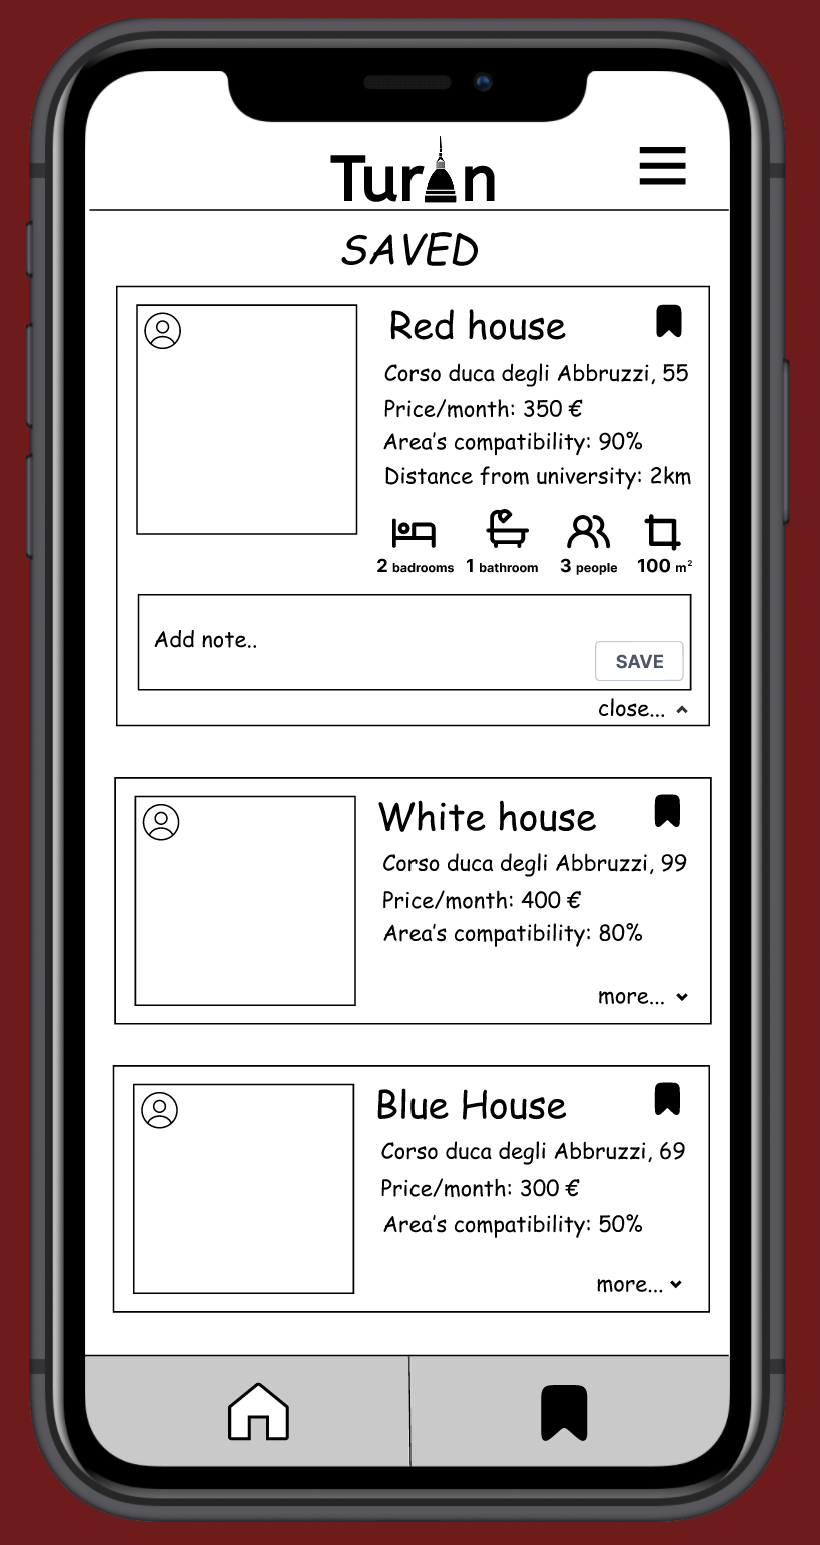 Turin
SAVED
Red house
Corso duca degli Abbruzzi, 55
Price/month: 350 €
Area's compatibility: 90%
Distance from university: 2km
2 badrooms 1 bathroom 3 people 100 m²
Add note..
SAVE
close...
White house
Corso duca degli Abbruzzi, 99
Price/month: 400 €
Area's compatibility: 80%
more...
Blue House
Corso duca degli Abbruzzi, 69
Price/month: 300 €
Area's compatibility: 50%
more...